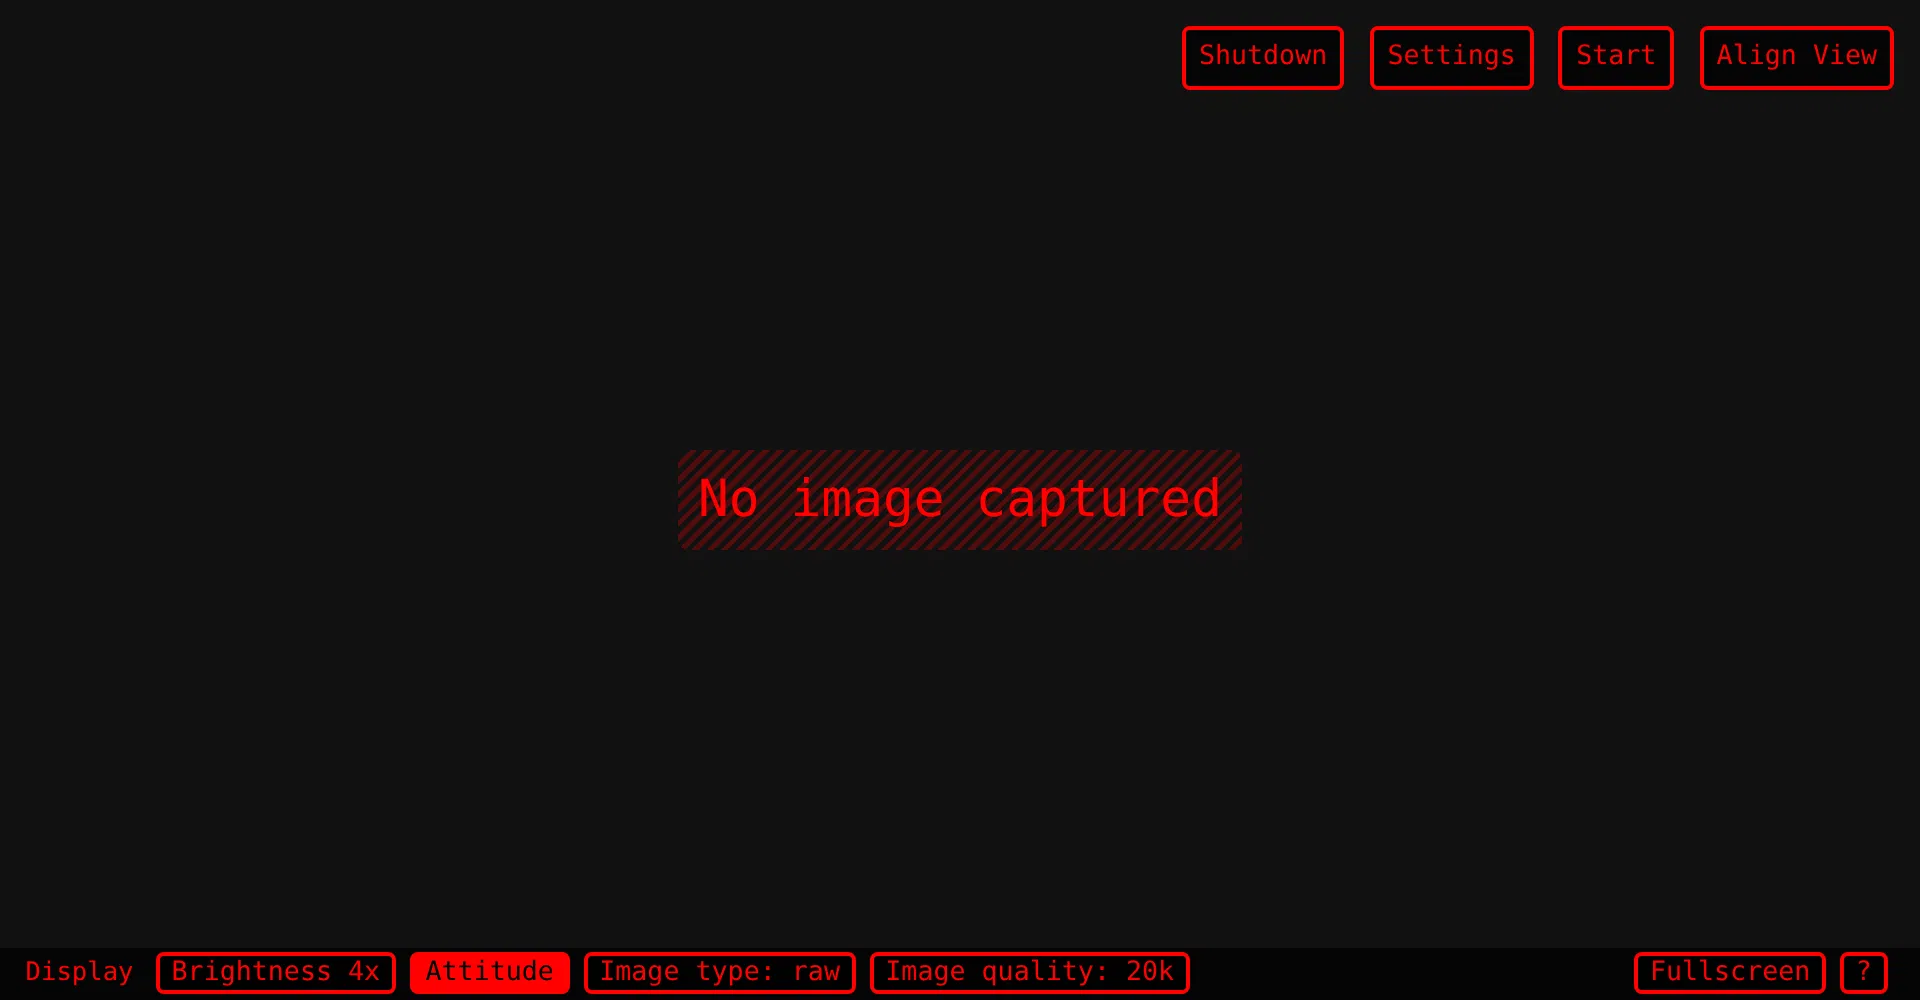 Shutdown Settings Start Align View
No image captured
Display Brightness 4x Attitude Image type: raw Image quality: 20k Fullscreen ?